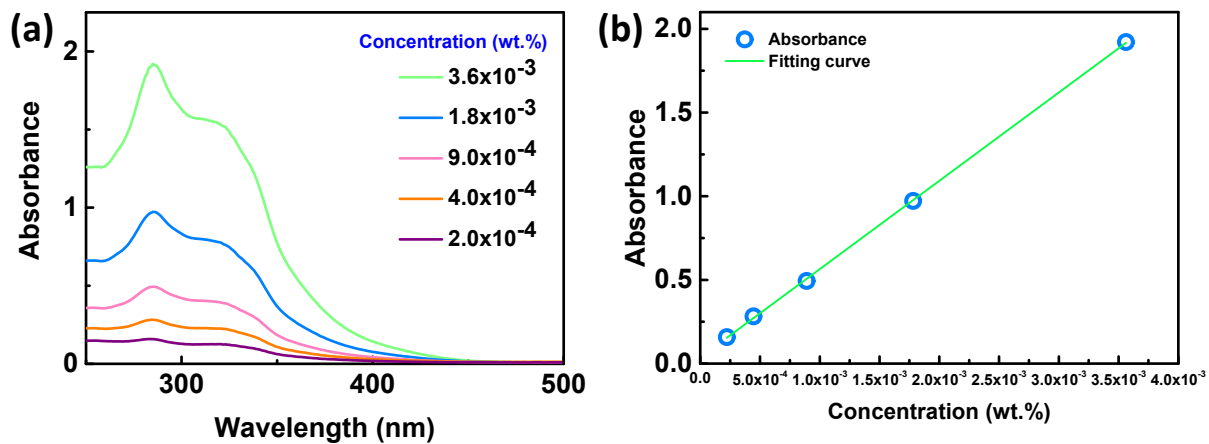 (a)
Concentration (wt.%)
3.6x10⁻³
1.8x10⁻³
9.0x10⁻⁴
4.0x10⁻⁴
2.0x10⁻⁴
2
1
0
Absorbance
300
400
500
Wavelength (nm)
(b)
Absorbance
Fitting curve
2.0
1.5
1.0
0.5
0.0
Absorbance
0.0
5.0x10⁻⁴
1.0x10⁻³
1.5x10⁻³
2.0x10⁻³
2.5x10⁻³
3.0x10⁻³
3.5x10⁻³
4.0x10⁻³
Concentration (wt.%)